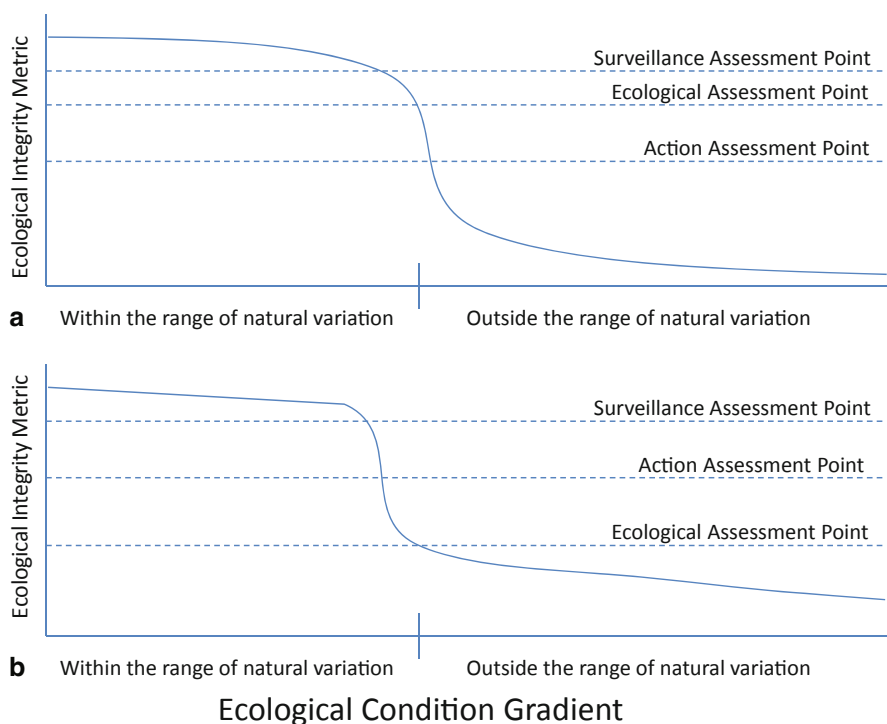 Ecological Integrity Metric
Surveillance Assessment Point
Ecological Assessment Point
Action Assessment Point
a
Within the range of natural variation
Outside the range of natural variation
Ecological Integrity Metric
Surveillance Assessment Point
Action Assessment Point
Ecological Assessment Point
b
Within the range of natural variation
Outside the range of natural variation
Ecological Condition Gradient